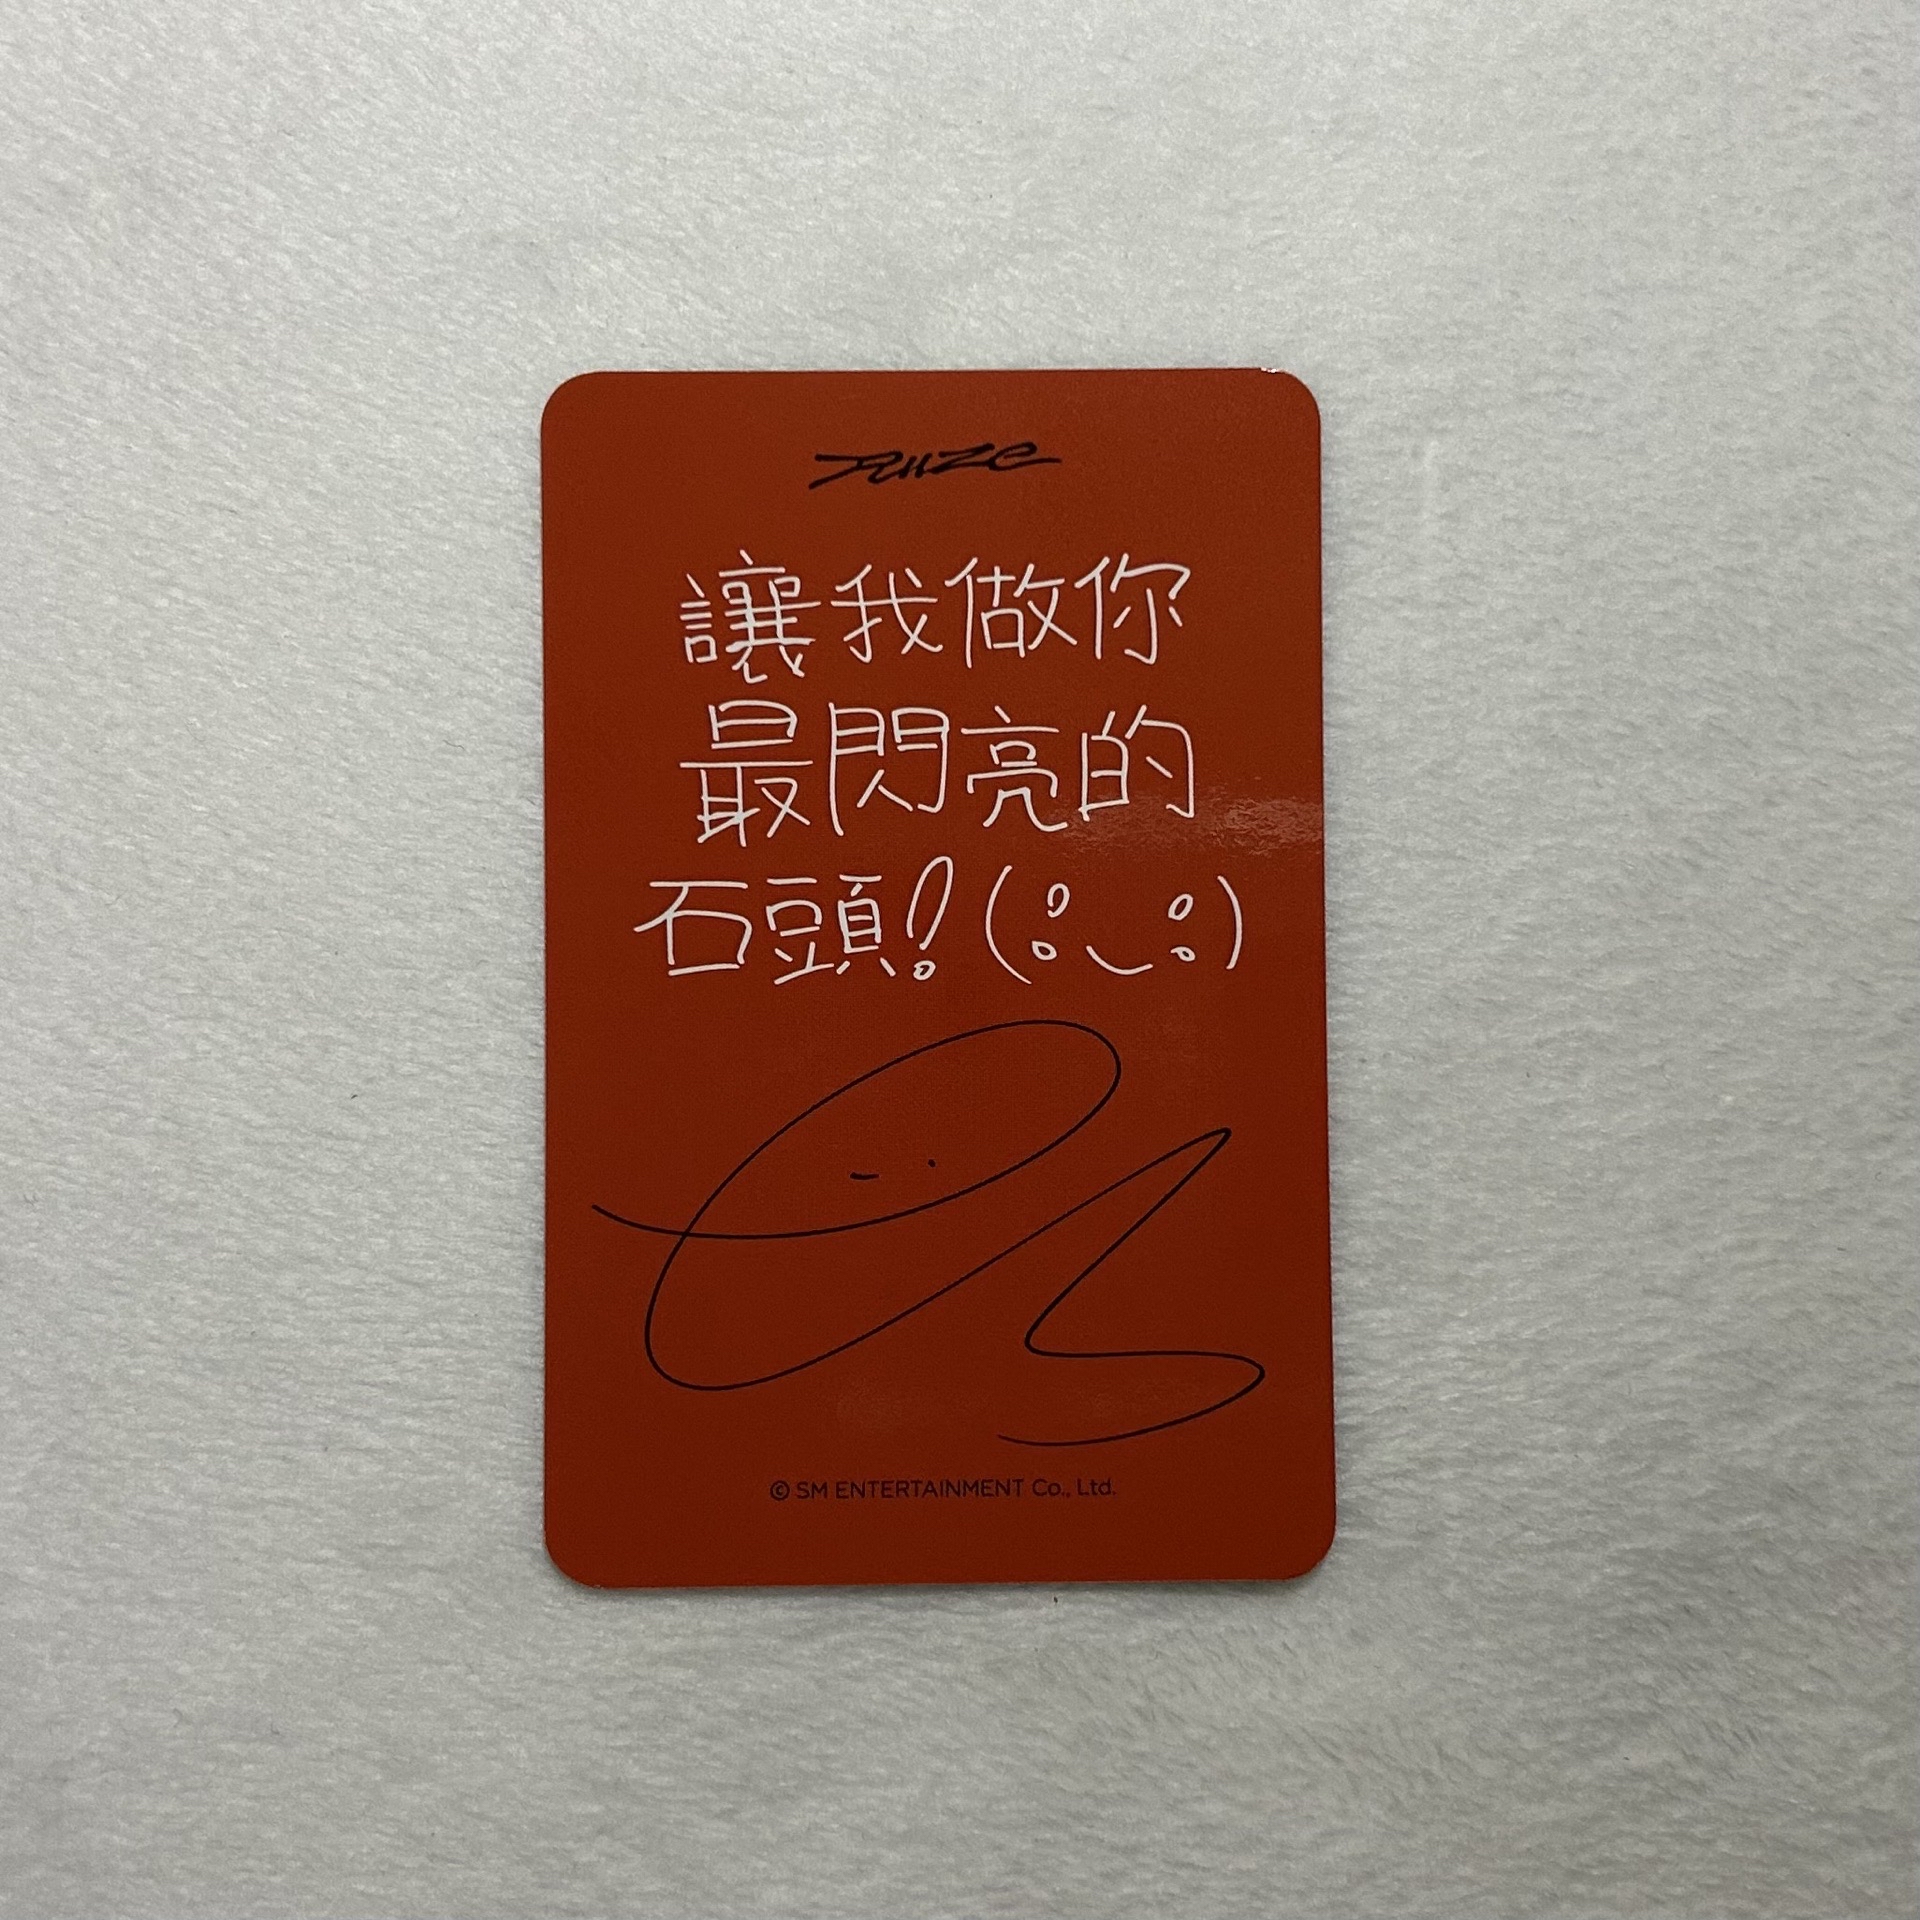 RIIZE
讓我做你
最閃亮的
石頭!(:‿:)
© SM ENTERTAINMENT Co., Ltd.